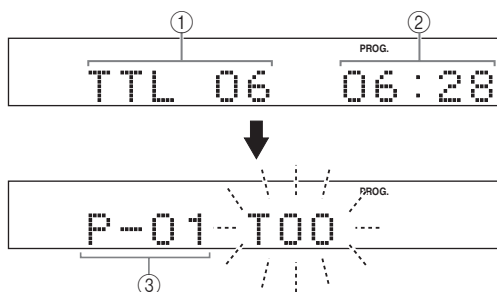 ① ②
PROG.
TTL 06 06:28
PROG.
P-01 T00
③